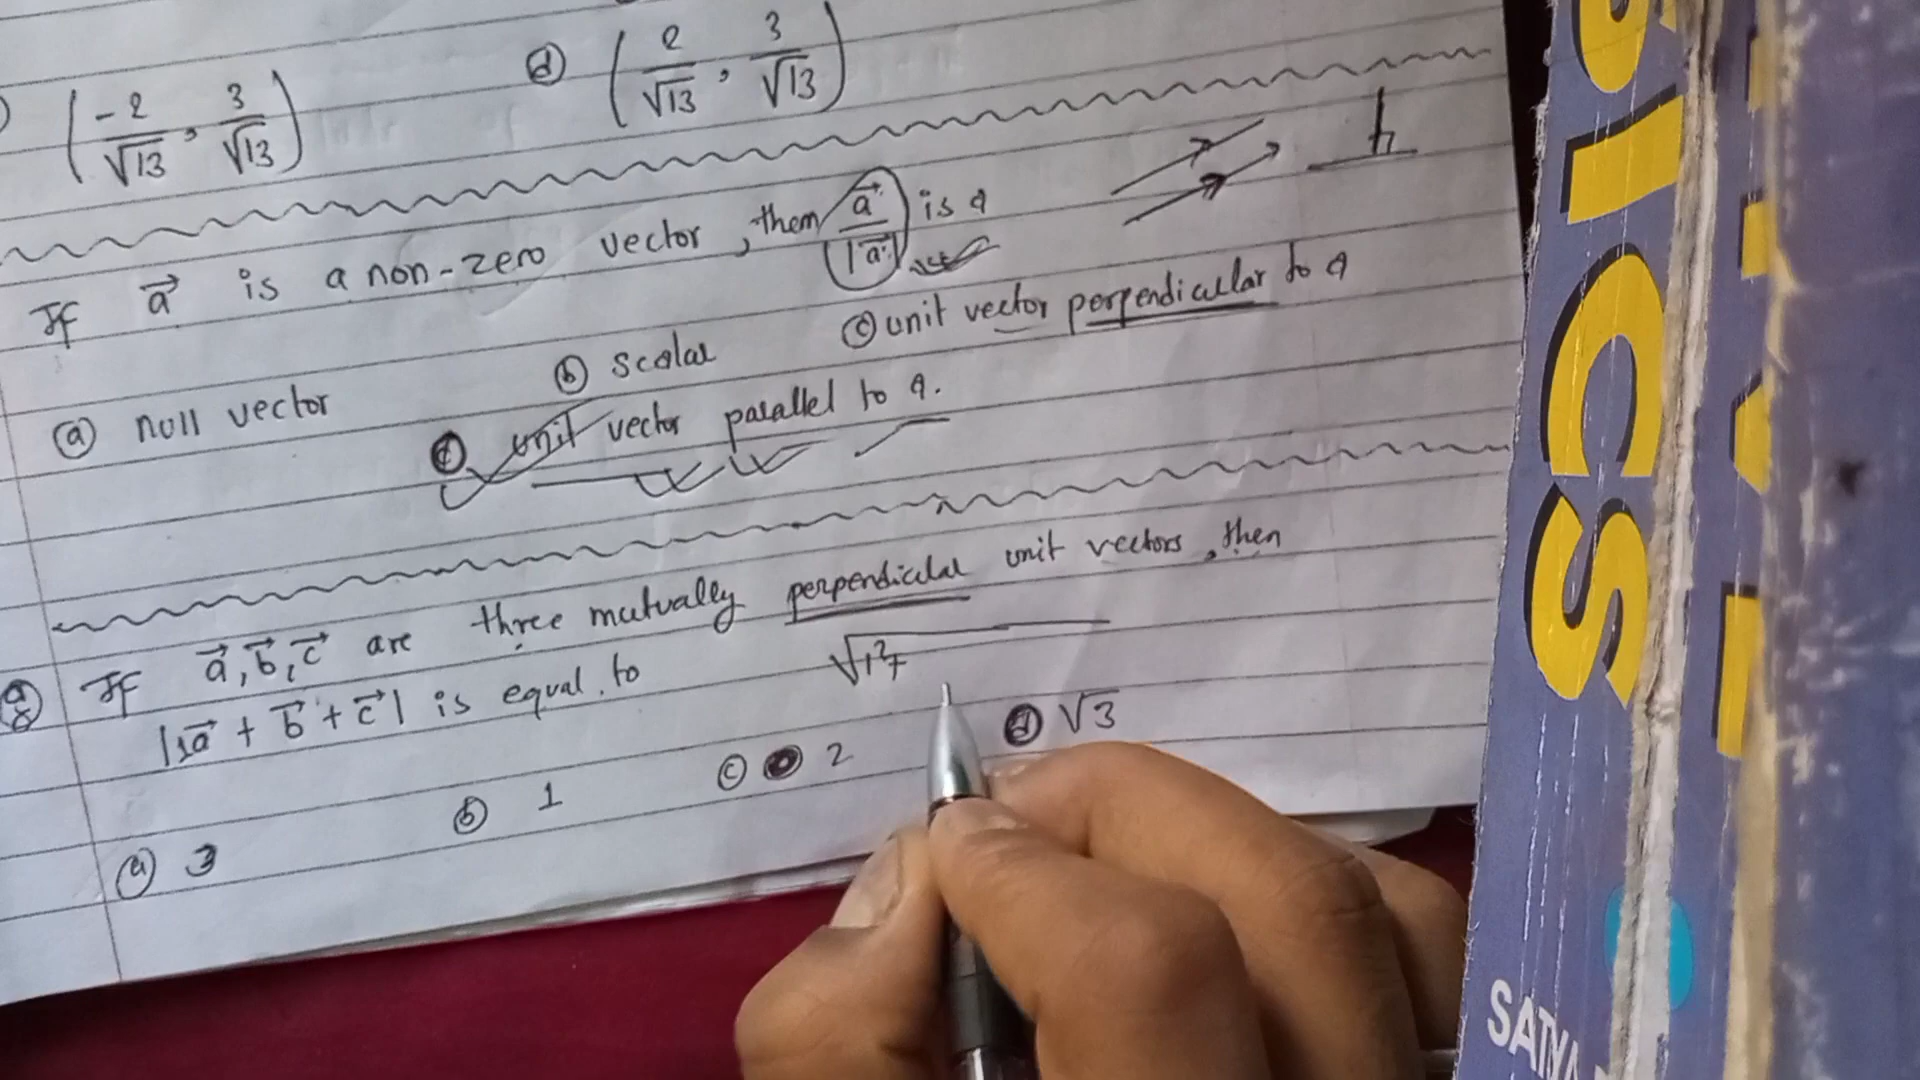 (-2/√13, 3/√13) (d) (2/√13, 3/√13)
If a⃗ is a non-zero vector, then a⃗/|a⃗| is a
(a) null vector (b) scalar (c) unit vector perpendicular to a
(d) unit vector parallel to a.
If a⃗, b⃗, c⃗ are three mutually perpendicular unit vectors, then
|a⃗ + b⃗ + c⃗| is equal to √1²+
(a) 3 (b) 1 (c) 2 (d) √3
SICS